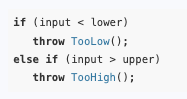 if (input < lower)
throw TooLow();
else if (input > upper)
throw TooHigh();